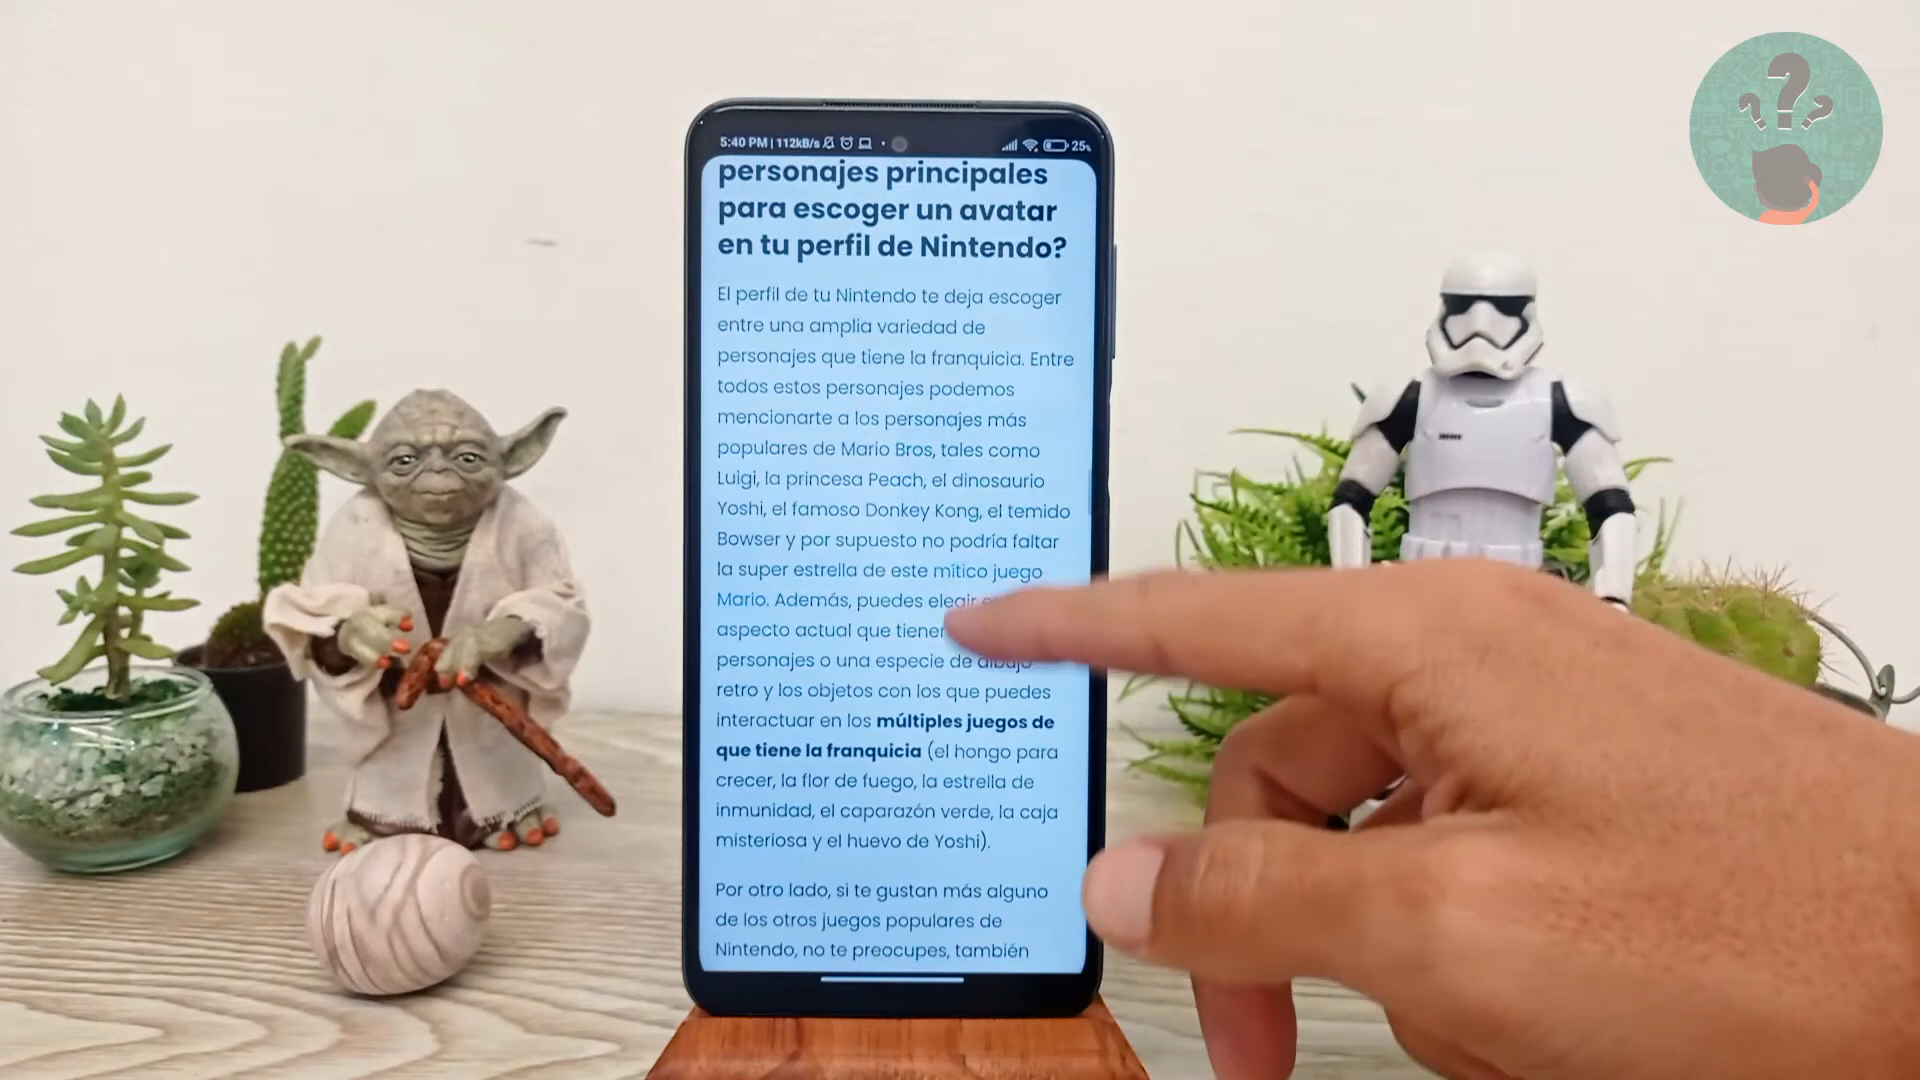 5:40 PM | 112kB/s
25%
personajes principales
para escoger un avatar
en tu perfil de Nintendo?
El perfil de tu Nintendo te deja escoger
entre una amplia variedad de
personajes que tiene la franquicia. Entre
todos estos personajes podemos
mencionarte a los personajes más
populares de Mario Bros, tales como
Luigi, la princesa Peach, el dinosaurio
Yoshi, el famoso Donkey Kong, el temido
Bowser y por supuesto no podría faltar
la super estrella de este mítico juego
Mario. Además, puedes elegir
aspecto actual que tienen
personajes o una especie de dibujo
retro y los objetos con los que puedes
interactuar en los múltiples juegos de
que tiene la franquicia (el hongo para
crecer, la flor de fuego, la estrella de
inmunidad, el caparazón verde, la caja
misteriosa y el huevo de Yoshi).
Por otro lado, si te gustan más alguno
de los otros juegos populares de
Nintendo, no te preocupes, también